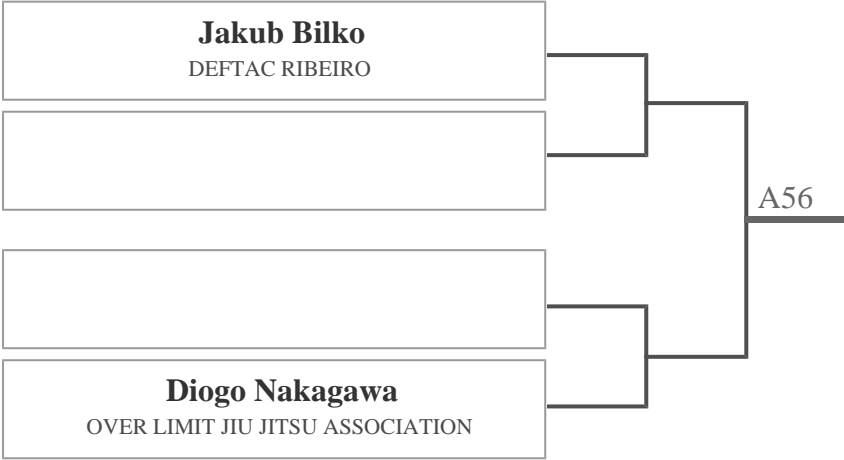 Jakub Bilko
DEFTAC RIBEIRO
A56
Diogo Nakagawa
OVER LIMIT JIU JITSU ASSOCIATION